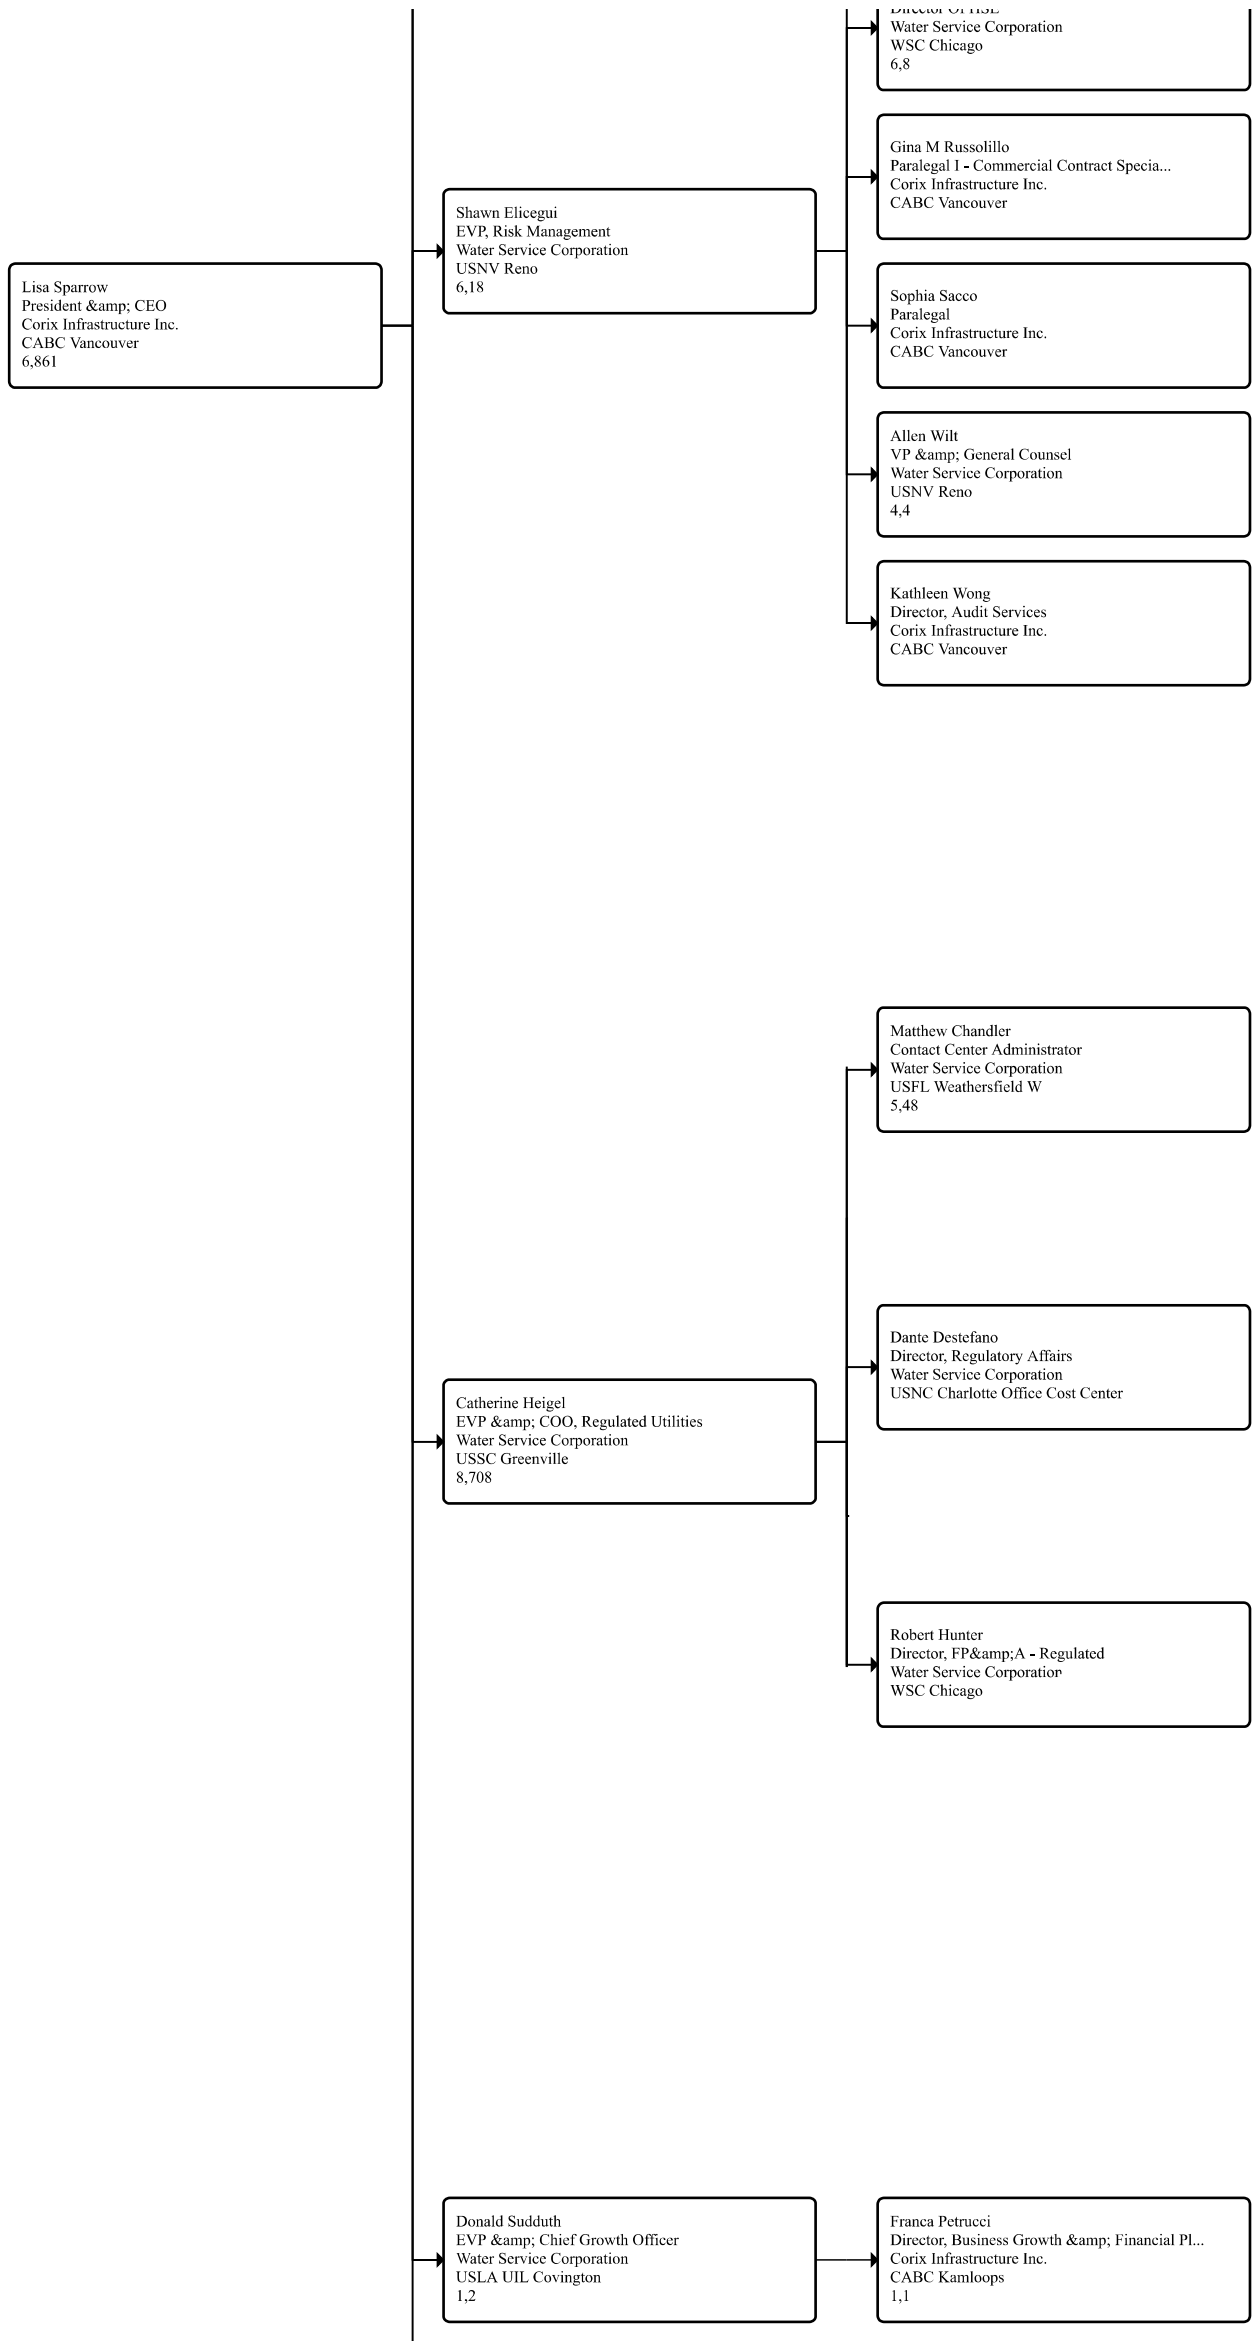 Water Service Corporation
WSC Chicago
6,8
Gina M Russolillo
Paralegal I - Commercial Contract Specia...
Corix Infrastructure Inc.
CABC Vancouver
Shawn Elicegui
EVP, Risk Management
Water Service Corporation
USNV Reno
6,18
Lisa Sparrow
President &amp; CEO
Corix Infrastructure Inc.
CABC Vancouver
6,861
Sophia Sacco
Paralegal
Corix Infrastructure Inc.
CABC Vancouver
Allen Wilt
VP &amp; General Counsel
Water Service Corporation
USNV Reno
4,4
Kathleen Wong
Director, Audit Services
Corix Infrastructure Inc.
CABC Vancouver
Matthew Chandler
Contact Center Administrator
Water Service Corporation
USFL Weathersfield W
5,48
Dante Destefano
Director, Regulatory Affairs
Water Service Corporation
USNC Charlotte Office Cost Center
Catherine Heigel
EVP &amp; COO, Regulated Utilities
Water Service Corporation
USSC Greenville
8,708
Robert Hunter
Director, FP&amp;A - Regulated
Water Service Corporation
WSC Chicago
Donald Sudduth
EVP &amp; Chief Growth Officer
Water Service Corporation
USLA UIL Covington
1,2
Franca Petrucci
Director, Business Growth &amp; Financial Pl...
Corix Infrastructure Inc.
CABC Kamloops
1,1